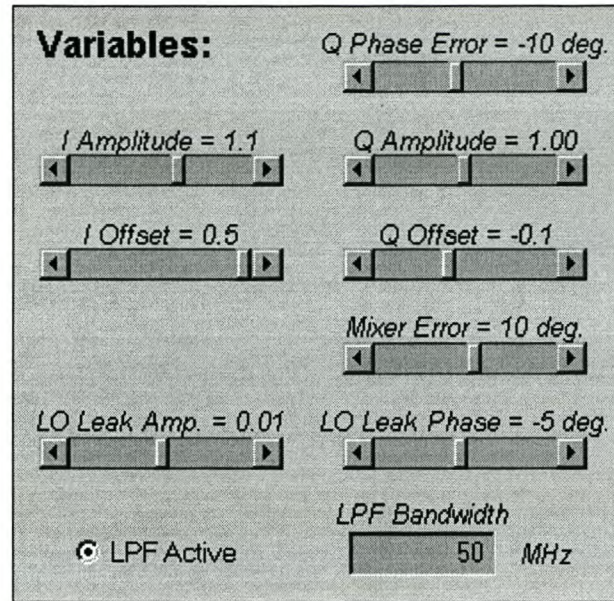 Variables:
Q Phase Error = -10 deg.
I Amplitude = 1.1
Q Amplitude = 1.00
I Offset = 0.5
Q Offset = -0.1
Mixer Error = 10 deg.
LO Leak Amp. = 0.01
LO Leak Phase = -5 deg.
LPF Bandwidth
LPF Active
50 MHz